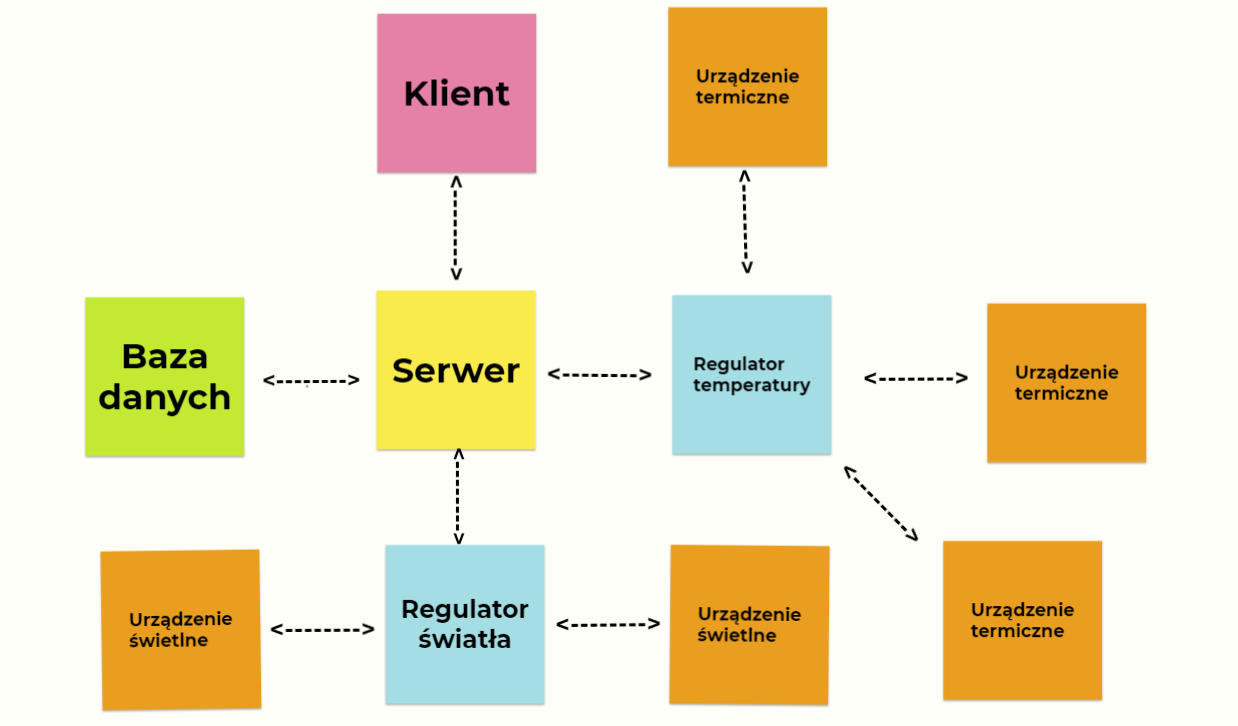 Klient
Urządzenie
termiczne
Baza
danych
Serwer
Regulator
temperatury
Urządzenie
termiczne
Urządzenie
świetlne
Regulator
światła
Urządzenie
świetlne
Urządzenie
termiczne